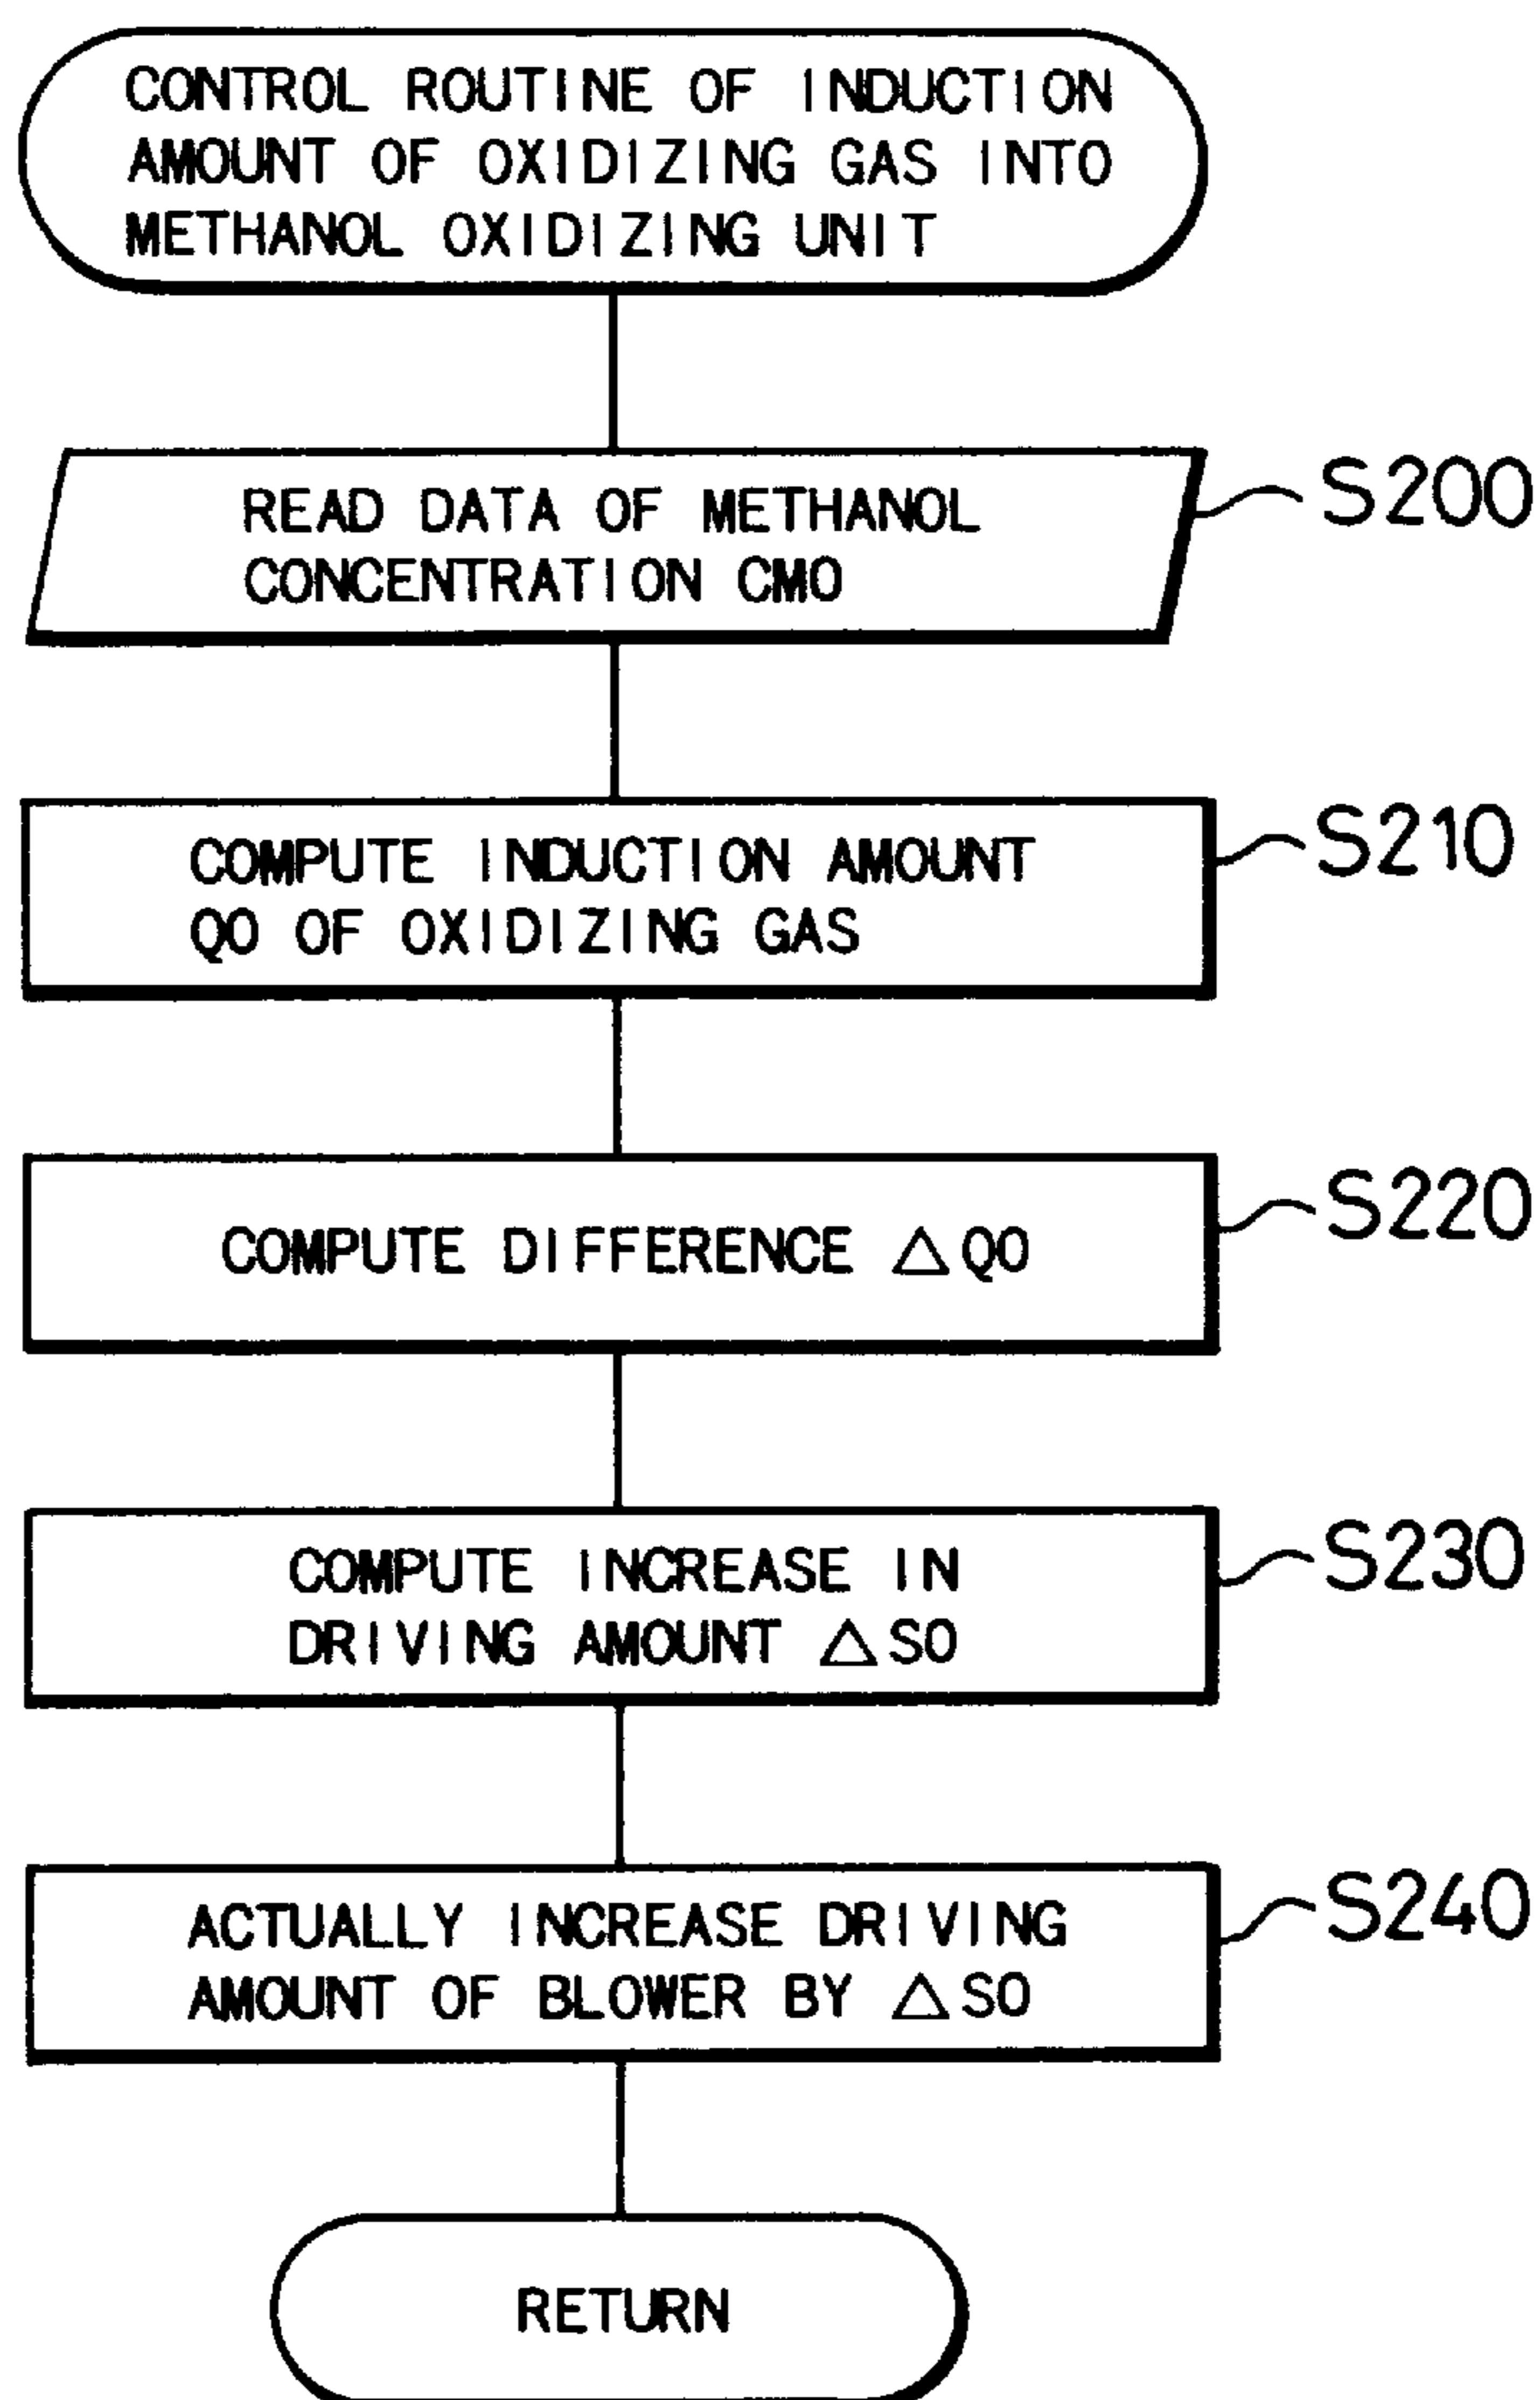 CONTROL ROUTINE OF INDUCTION
AMOUNT OF OXIDIZING GAS INTO
METHANOL OXIDIZING UNIT
READ DATA OF METHANOL
CONCENTRATION CMO
S200
COMPUTE INDUCTION AMOUNT
QO OF OXIDIZING GAS
S210
COMPUTE DIFFERENCE △QO
S220
COMPUTE INCREASE IN
DRIVING AMOUNT △SO
S230
ACTUALLY INCREASE DRIVING
AMOUNT OF BLOWER BY △SO
S240
RETURN